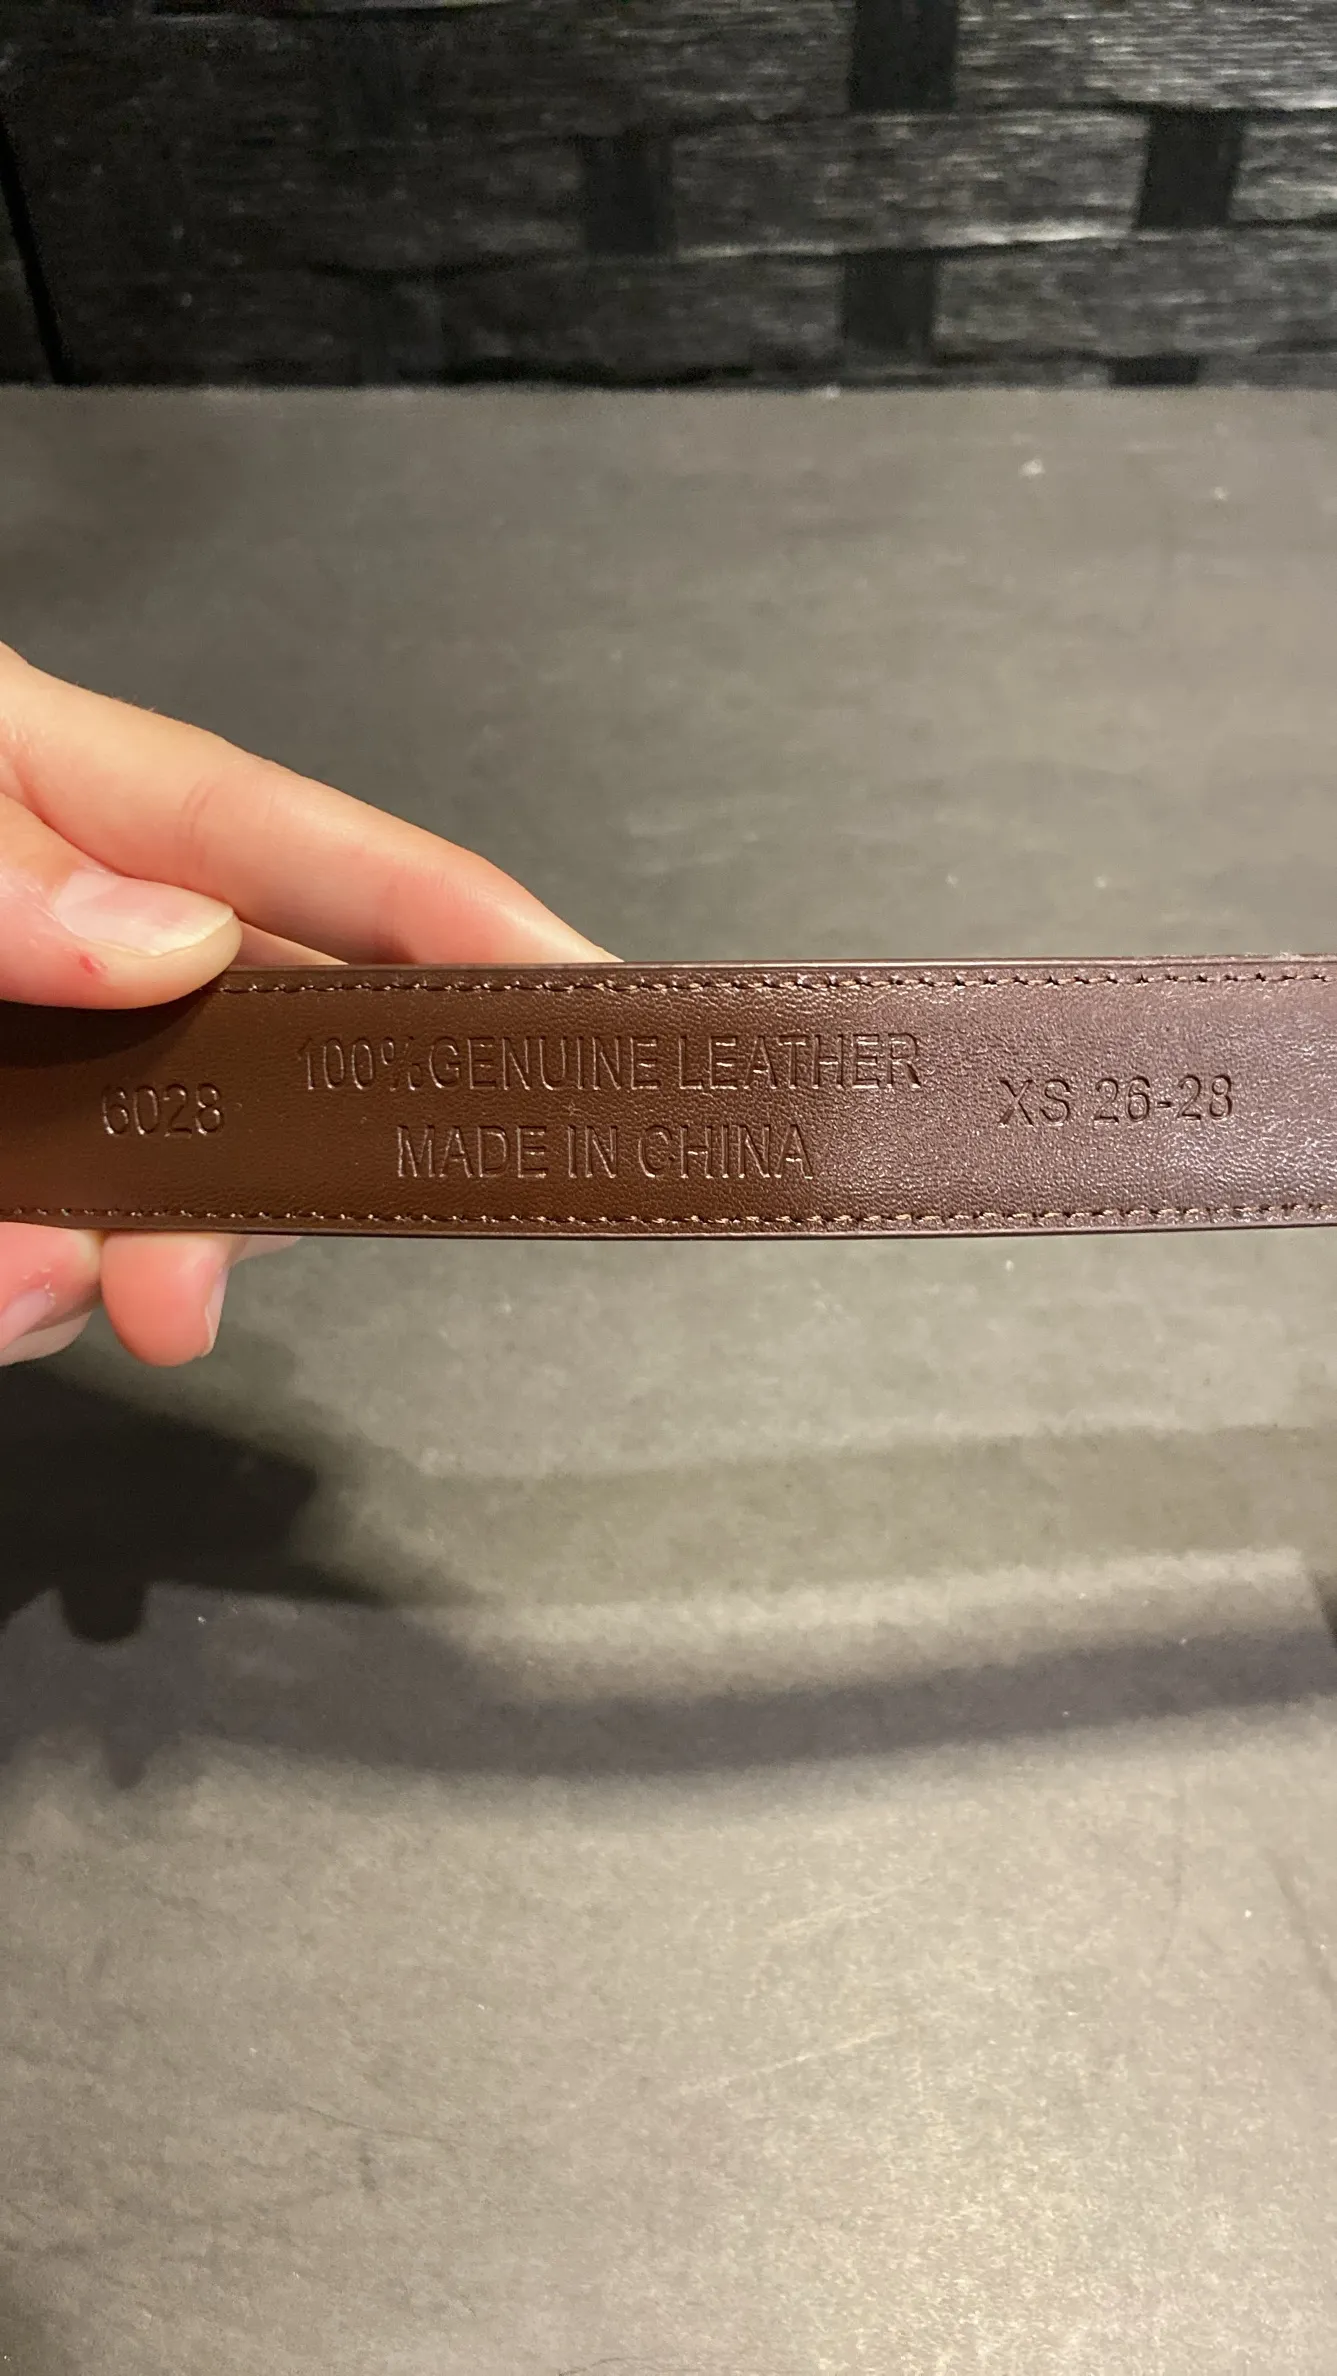 6028
100%GENUINE LEATHER
MADE IN CHINA
XS 26-28